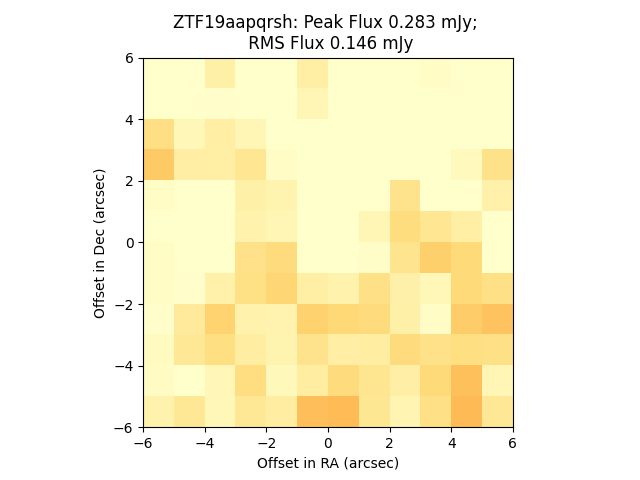 ZTF19aapqrsh: Peak Flux 0.283 mJy;
RMS Flux 0.146 mJy
6
4
2
0
−2
−4
−6
Offset in Dec (arcsec)
−6 −4 −2 0 2 4 6
Offset in RA (arcsec)